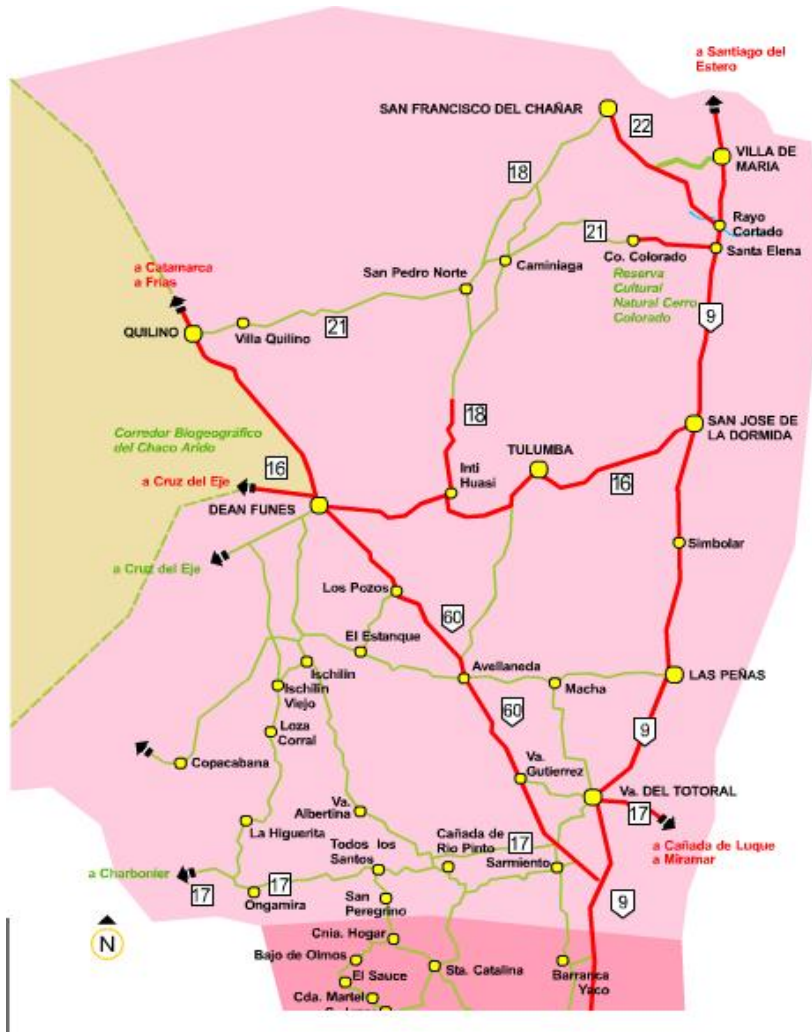 a Santiago del
Estero
SAN FRANCISCO DEL CHAÑAR
22
VILLA DE
MARIA
18
Rayo
Cortado
21
Co. Colorado
Santa Elena
Caminiaga
San Pedro Norte
a Catamarca
a Frias
Reserva
Cultural
Natural Cerro
Colorado
9
QUILINO
Villa Quilino
21
18
SAN JOSE DE
LA DORMIDA
Corredor Biogeográfico
del Chaco Arido
TULUMBA
16
a Cruz del Eje
Inti
Huasi
16
DEAN FUNES
Simbolar
a Cruz del Eje
Los Pozos
60
El Estanque
Ischilín
Avellaneda
LAS PEÑAS
Macha
Ischilín
Viejo
60
Loza
Corral
9
Copacabana
Va.
Gutierrez
Va. DEL TOTORAL
17
Va.
Albertina
La Higuerita
Cañada de
Rio Pinto
17
a Cañada de Luque
a Miramar
Todos los
Santos
Sarmiento
a Charbonier
17
17
Ongamira
San
Peregrino
9
N
Cnia. Hogar
Bajo de Olmos
El Sauce
Sta. Catalina
Barranca
Yaco
Cda. Martel